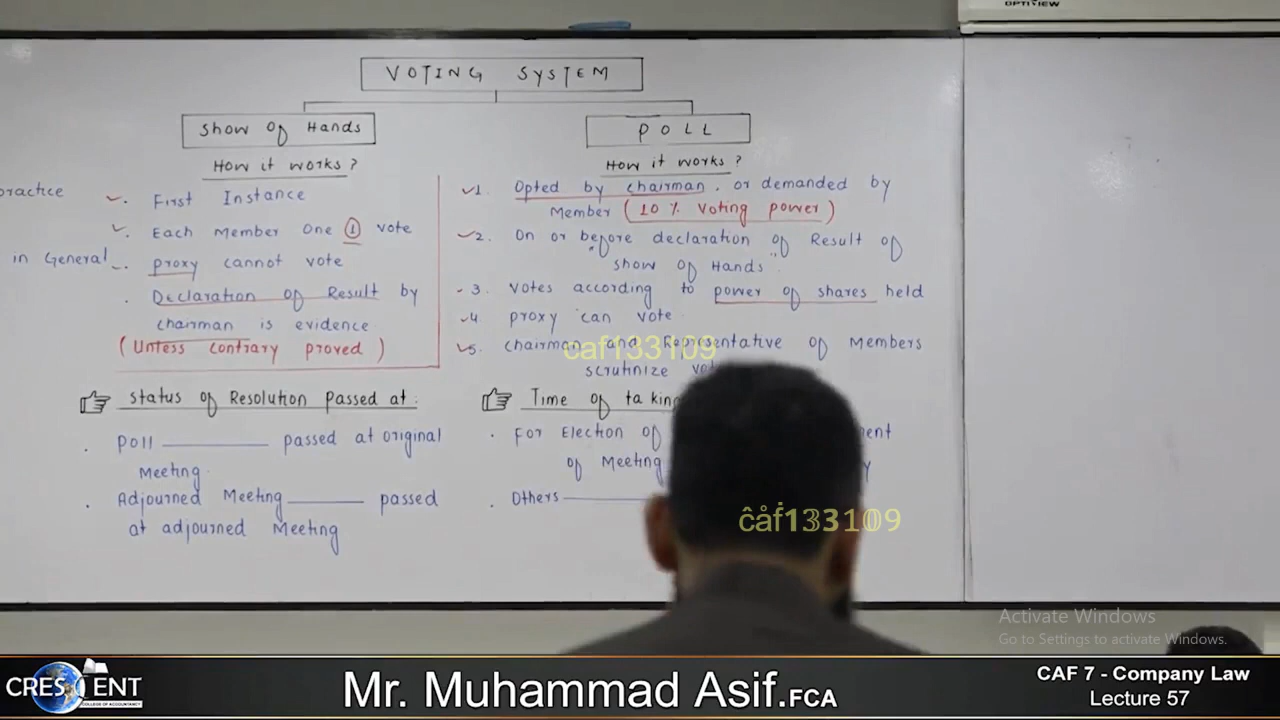 OPTIVIEW
VOTING SYSTEM
Show of Hands
How it works?
practice
First Instance
Each Member One 1 vote
in General
proxy cannot vote
Declaration of Result by
chairman is evidence
(Unless contrary proved)
Status of Resolution Passed at:
Poll passed at original
Meeting.
Adjourned Meeting passed
at adjourned Meeting
POLL
How it works?
1. Opted by chairman. or demanded by
Member (10% Voting power)
2. On or before declaration of Result of
"show of Hands".
3. Votes according to power of shares held
4. proxy can vote
5. chairman and Representative of Members
scrutinize
Time of taking
For Election of
of Meeting
Others
caf133109
caf133109
Activate Windows
Go to Settings to activate Windows.
CRESCENT
COLLEGE OF ACCOUNTANCY
Mr. Muhammad Asif.FCA
CAF 7 - Company Law
Lecture 57